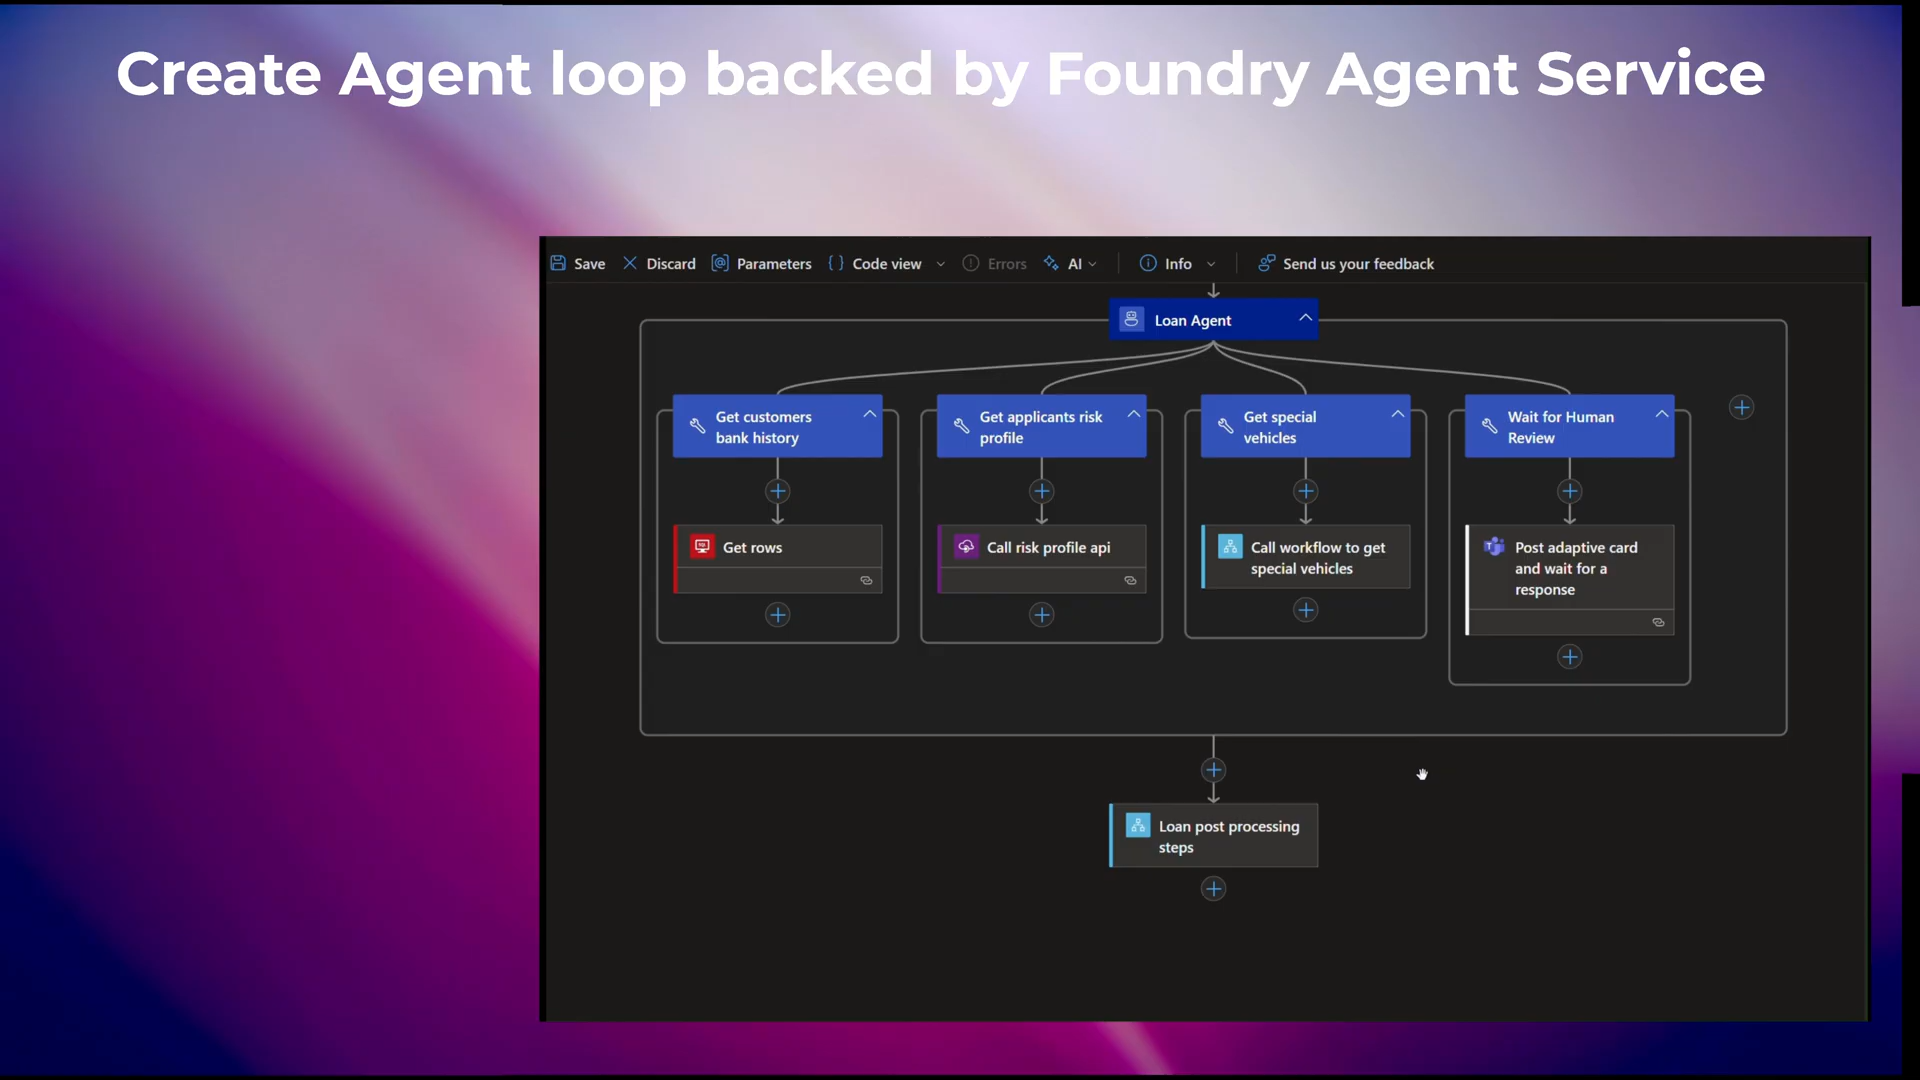 Create Agent loop backed by Foundry Agent Service
Save Discard Parameters Code view Errors AI Info Send us your feedback
Loan Agent
Get customers
bank history
Get applicants risk
profile
Get special
vehicles
Wait for Human
Review
Get rows
Call risk profile api
Call workflow to get
special vehicles
Post adaptive card
and wait for a
response
Loan post processing
steps